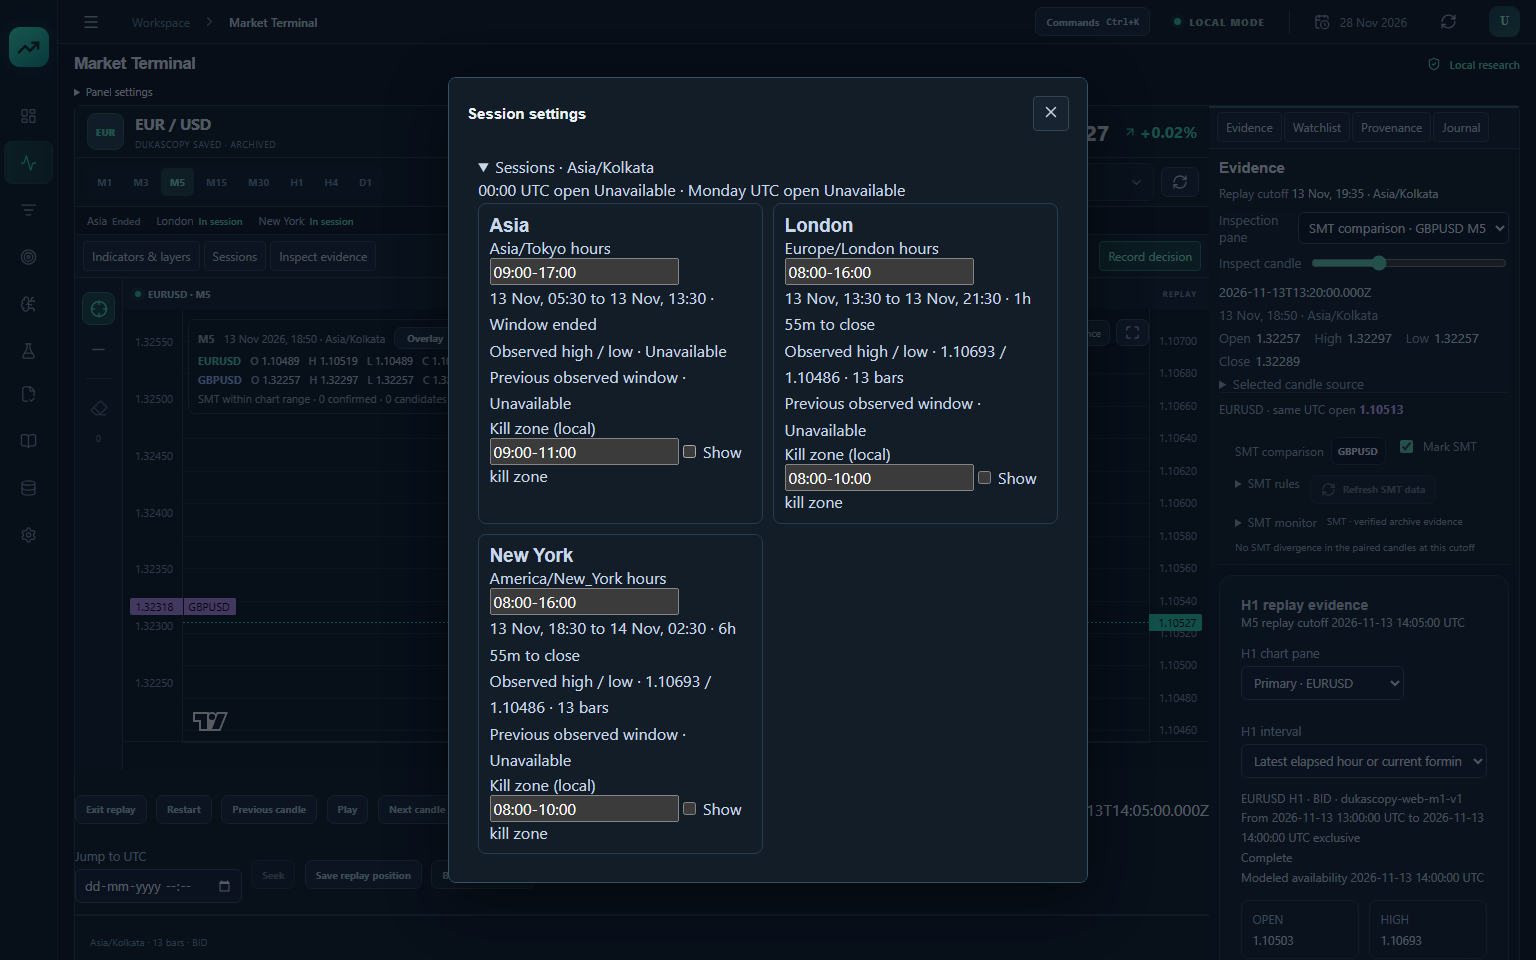 Workspace
Market Terminal
Commands Ctrl+K
LOCAL MODE
28 Nov 2026
U
Market Terminal
Local research
Panel settings
EUR
EUR / USD
DUKASCOPY SAVED · ARCHIVED
27
+0.02%
M1 M3 M5 M15 M30 H1 H4 D1
Asia Ended London In session New York In session
Indicators & layers
Sessions
Inspect evidence
Record decision
EURUSD · M5
REPLAY
M5 13 Nov 2026, 18:50 · Asia/Kolkata
Overlay
EURUSD O 1.10489 H 1.10519 L 1.10489
GBPUSD O 1.32257 H 1.32297 L 1.32257
SMT within chart range · 0 confirmed · 0 candidates
0
1.32550
1.32500
1.32450
1.32400
1.32350
1.32318 GBPUSD
1.32300
1.32250
1.10700
1.10680
1.10660
1.10640
1.10620
1.10600
1.10580
1.10560
1.10540
1.10527
1.10520
1.10500
1.10480
1.10460
Exit replay
Restart
Previous candle
Play
Next candle
13T14:05:00.000Z
Jump to UTC
dd-mm-yyyy --:--
Seek
Save replay position
Asia/Kolkata · 13 bars · BID
Session settings
Sessions · Asia/Kolkata
00:00 UTC open Unavailable · Monday UTC open Unavailable
Asia
Asia/Tokyo hours
09:00-17:00
13 Nov, 05:30 to 13 Nov, 13:30 ·
Window ended
Observed high / low · Unavailable
Previous observed window ·
Unavailable
Kill zone (local)
09:00-11:00
Show
kill zone
London
Europe/London hours
08:00-16:00
13 Nov, 13:30 to 13 Nov, 21:30 · 1h
55m to close
Observed high / low · 1.10693 /
1.10486 · 13 bars
Previous observed window ·
Unavailable
Kill zone (local)
08:00-10:00
Show
kill zone
New York
America/New_York hours
08:00-16:00
13 Nov, 18:30 to 14 Nov, 02:30 · 6h
55m to close
Observed high / low · 1.10693 /
1.10486 · 13 bars
Previous observed window ·
Unavailable
Kill zone (local)
08:00-10:00
Show
kill zone
Evidence
Watchlist
Provenance
Journal
Evidence
Replay cutoff 13 Nov, 19:35 · Asia/Kolkata
Inspection
pane
SMT comparison · GBPUSD M5
Inspect candle
2026-11-13T13:20:00.000Z
13 Nov, 18:50 · Asia/Kolkata
Open 1.32257 High 1.32297 Low 1.32257
Close 1.32289
Selected candle source
EURUSD · same UTC open 1.10513
SMT comparison GBPUSD Mark SMT
SMT rules Refresh SMT data
SMT monitor SMT · verified archive evidence
No SMT divergence in the paired candles at this cutoff
H1 replay evidence
M5 replay cutoff 2026-11-13 14:05:00 UTC
H1 chart pane
Primary · EURUSD
H1 interval
Latest elapsed hour or current formin
EURUSD H1 · BID · dukascopy-web-m1-v1
From 2026-11-13 13:00:00 UTC to 2026-11-13
14:00:00 UTC exclusive
Complete
Modeled availability 2026-11-13 14:00:00 UTC
OPEN
1.10503
HIGH
1.10693